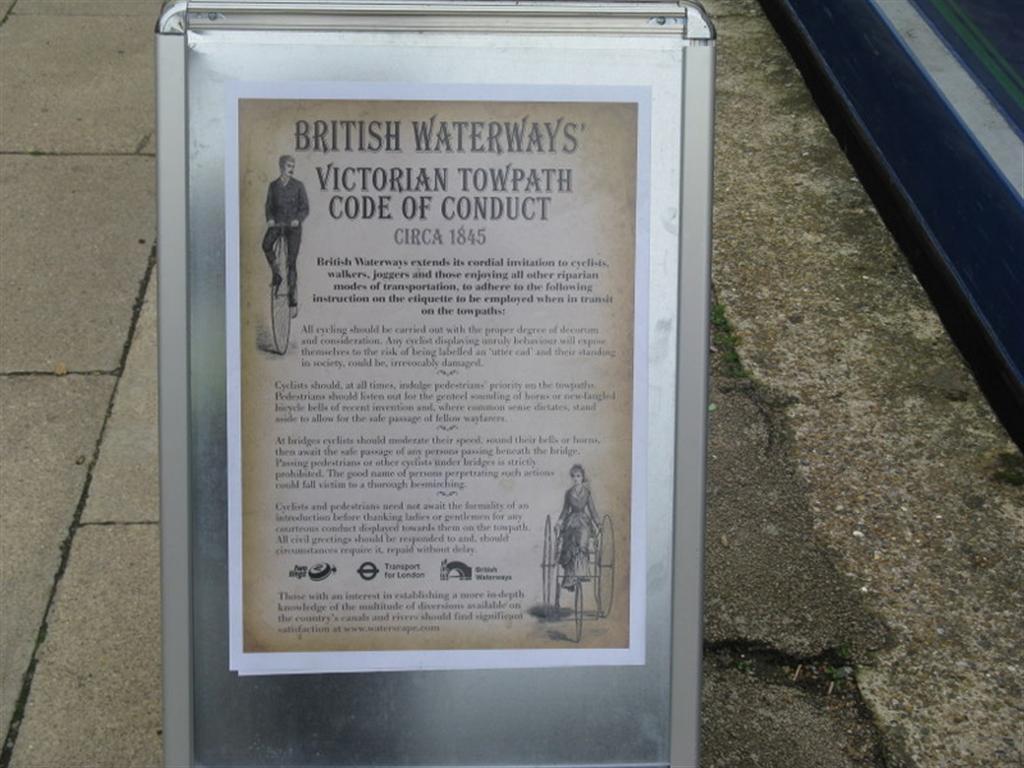 BRITISH WATERWAYS'
VICTORIAN TOWPATH
CODE OF CONDUCT
CIRCA 1845
British Waterways extends its cordial invitation to cyclists,
walkers, joggers and those enjoying all other riparian
modes of transportation, to adhere to the following
instruction on the etiquette to be employed when in transit
on the towpaths:
All cycling should be carried out with the proper degree of decorum
and consideration. Any cyclist displaying unruly behaviour will expose
themselves to the risk of being labelled an 'utter cad' and their standing
in society, could be, irrevocably damaged.
Cyclists should, at all times, indulge pedestrians' priority on the towpaths.
Pedestrians should listen out for the genteel sounding of horns or new-fangled
bicycle bells of recent invention and, where common sense dictates, stand
aside to allow for the safe passage of fellow wayfarers.
At bridges cyclists should moderate their speed, sound their bells or horns,
then await the safe passage of any persons passing beneath the bridge.
Passing pedestrians or other cyclists under bridges is strictly
prohibited. The good name of persons perpetrating such actions
could fall victim to a thorough besmirching.
Cyclists and pedestrians need not await the formality of an
introduction before thanking ladies or gentlemen for any
courteous conduct displayed towards them on the towpath.
All civil greetings should be responded to and, should
circumstances require it, repaid without delay.
two tings
Transport for London
British Waterways
Those with an interest in establishing a more in-depth
knowledge of the multitude of diversions available on
the country's canals and rivers should find significant
satisfaction at www.waterscape.com